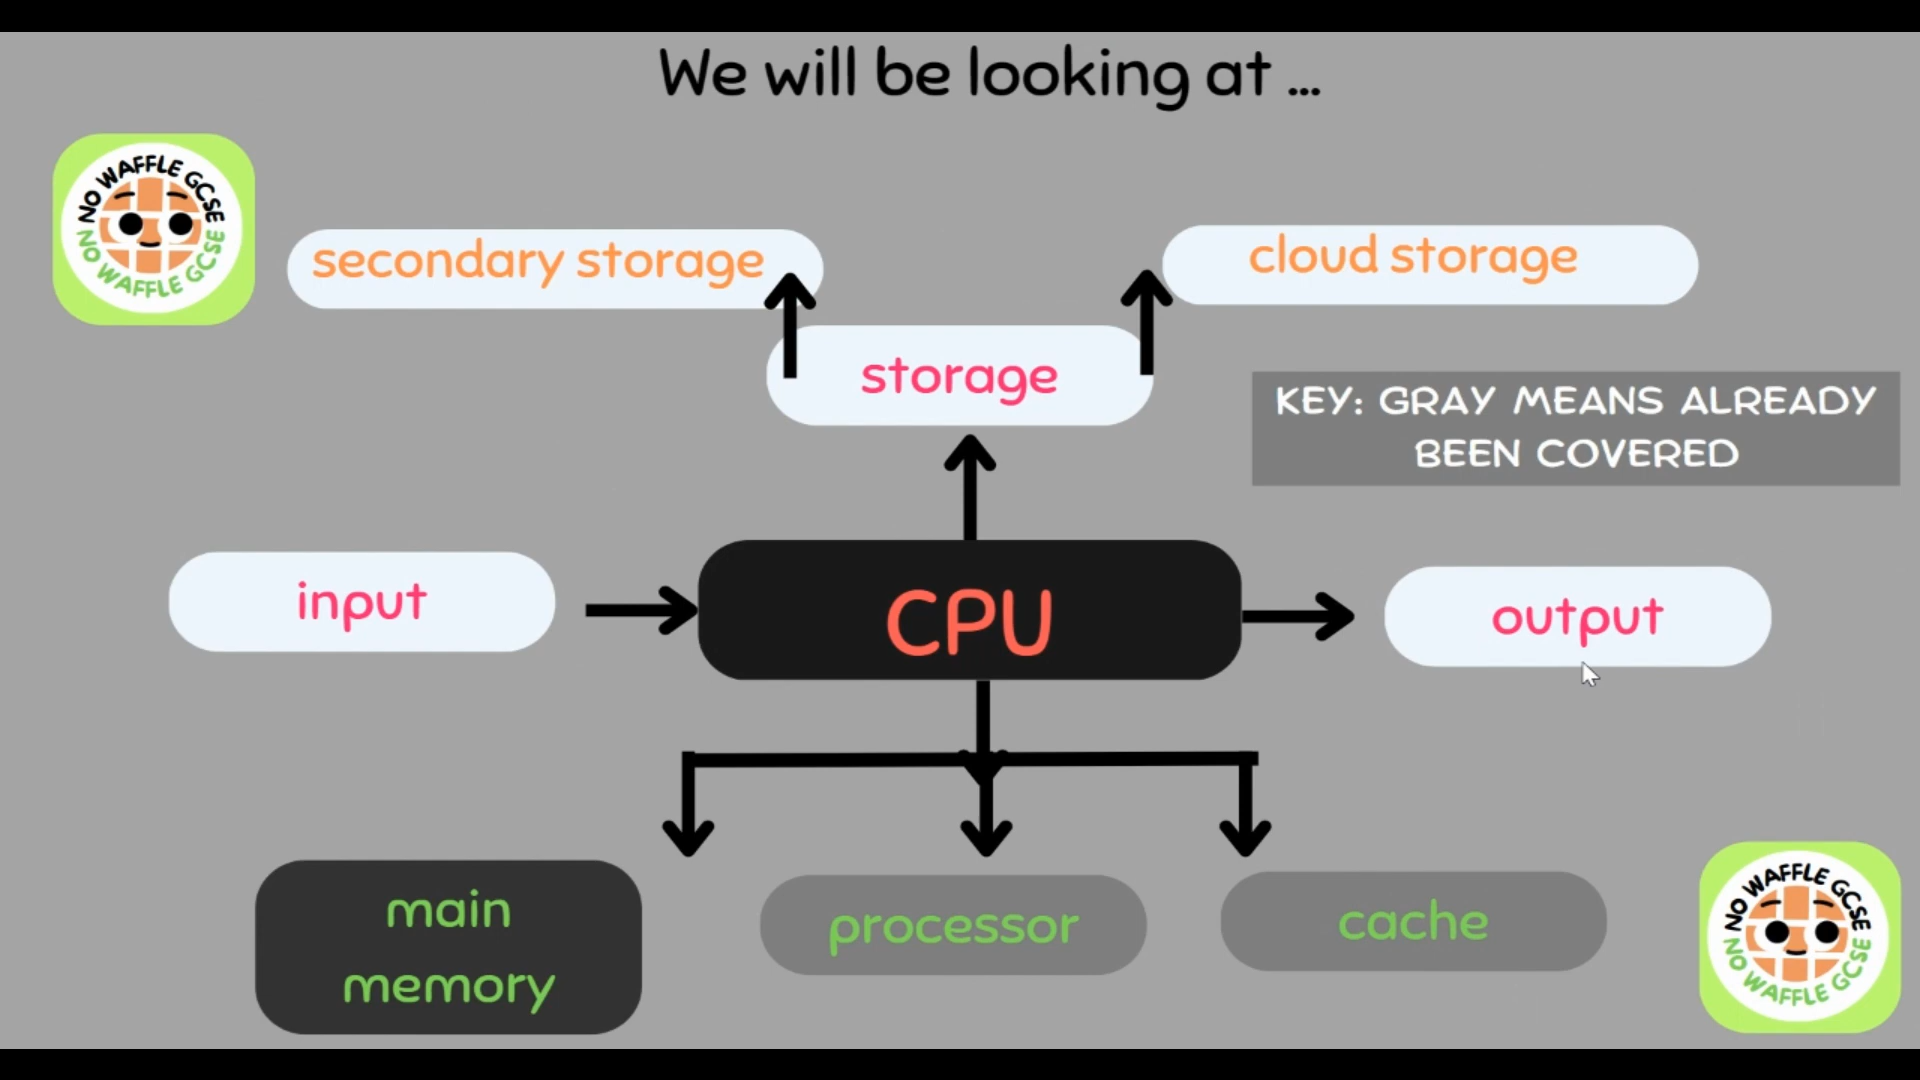 We will be looking at ...
NO WAFFLE GCSE
NO WAFFLE GCSE
secondary storage
cloud storage
storage
KEY: GRAY MEANS ALREADY
BEEN COVERED
input
CPU
output
main
memory
processor
cache
NO WAFFLE GCSE
NO WAFFLE GCSE